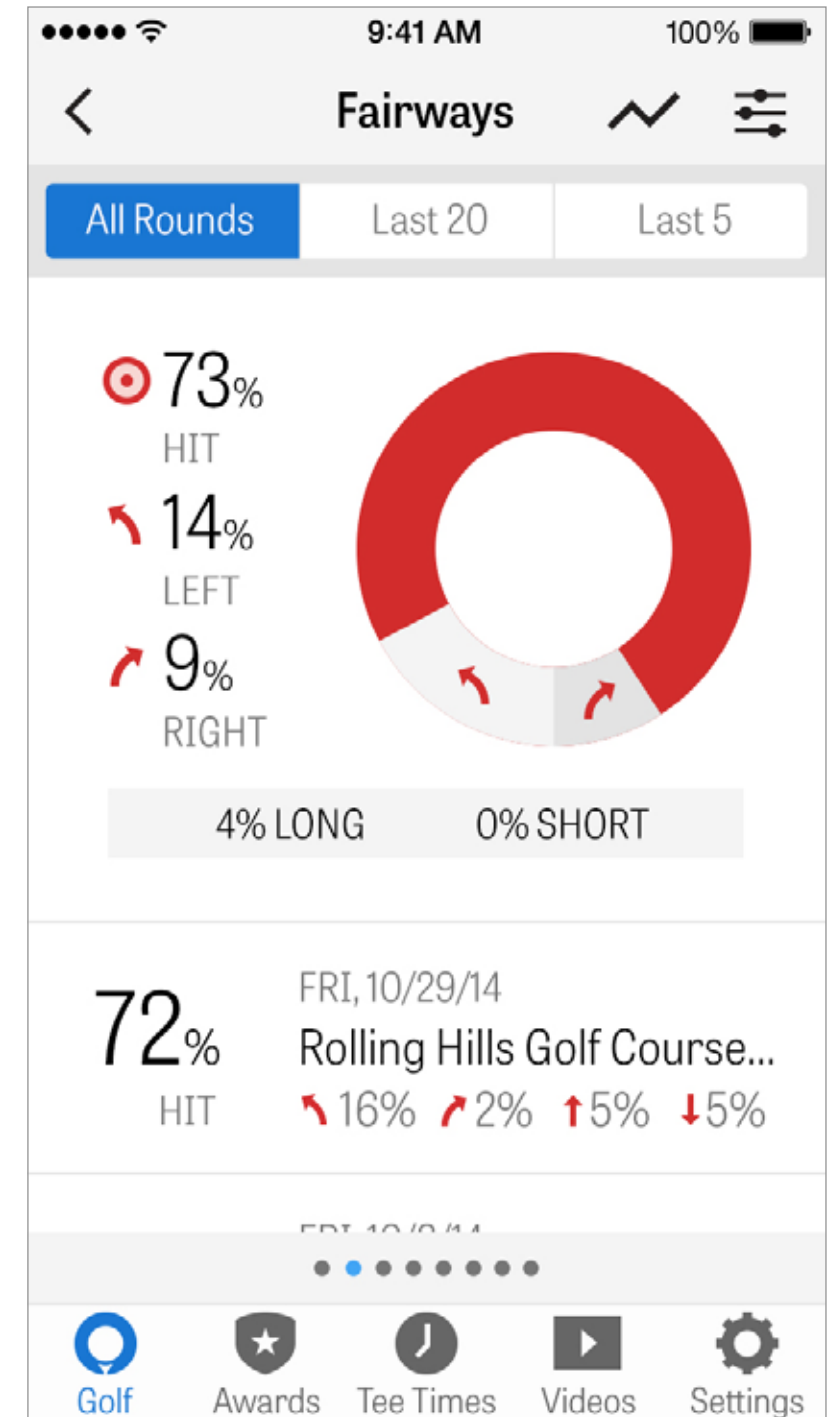 9:41 AM 100%
Fairways
All Rounds Last 20 Last 5
73%
HIT
14%
LEFT
9%
RIGHT
4% LONG 0% SHORT
FRI, 10/29/14
72% Rolling Hills Golf Course...
HIT 16% 2% 5% 5%
Golf Awards Tee Times Videos Settings